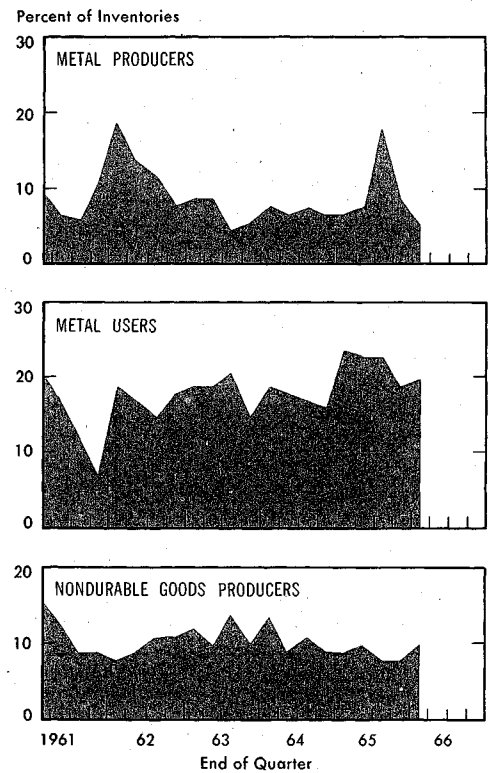 Percent of Inventories
30
METAL PRODUCERS
20
10
0
30
METAL USERS
20
10
0
20
NONDURABLE GOODS PRODUCERS
10
0
1961 62 63 64 65 66
End of Quarter